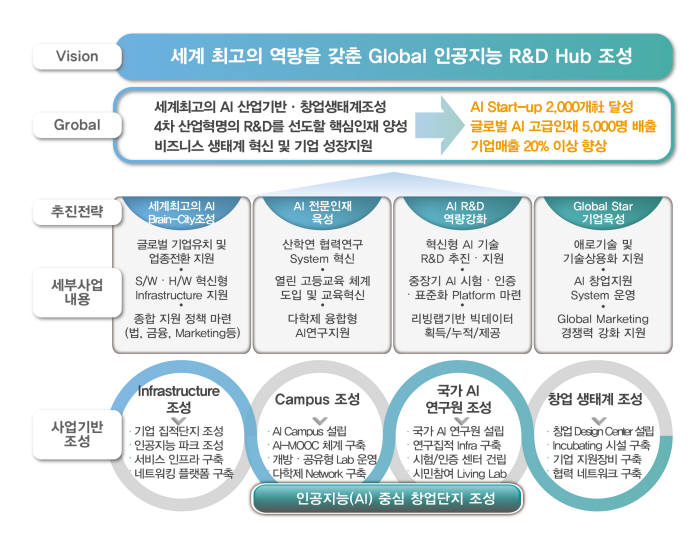 Vision
세계 최고의 역량을 갖춘 Global 인공지능 R&D Hub 조성
Grobal
세계최고의 AI 산업기반 · 창업생태계조성
4차 산업혁명의 R&D를 선도할 핵심인재 양성
비즈니스 생태계 혁신 및 기업 성장지원
AI Start-up 2,000개社 달성
글로벌 AI 고급인재 5,000명 배출
기업매출 20% 이상 향상
추진전략
세계최고의 AI
Brain-City조성
AI 전문인재
육성
AI R&D
역량강화
Global Star
기업육성
세부사업
내용
글로벌 기업유치 및
업종전환 지원
•
S/W · H/W 혁신형
Infrastructure 지원
•
종합 지원 정책 마련
(법, 금융, Marketing등)
산학연 협력연구
System 혁신
•
열린 고등교육 체계
도입 및 교육혁신
•
다학제 융합형
AI연구지원
혁신형 AI 기술
R&D 추진 · 지원
•
중장기 AI 시험 · 인증
· 표준화 Platform 마련
•
리빙랩기반 빅데이터
획득/누적/제공
애로기술 및
기술상용화 지원
•
AI 창업지원
System 운영
•
Global Marketing
경쟁력 강화 지원
사업기반
조성
Infrastructure
조성
· 기업 집적단지 조성
· 인공지능 파크 조성
· 서비스 인프라 구축
· 네트워킹 플랫폼 구축
Campus 조성
· AI Campus 설립
· AI-MOOC 체계 구축
· 개방 · 공유형 Lab 운영
· 다학제 Network 구축
국가 AI
연구원 조성
· 국가 AI 연구원 설립
· 연구집적 Infra 구축
· 시험/인증 센터 건립
· 시민참여 Living Lab
창업 생태계 조성
· 창업 Design Center 설립
· Incubating 시설 구축
· 기업 지원장비 구축
· 협력 네트워크 구축
인공지능(AI) 중심 창업단지 조성